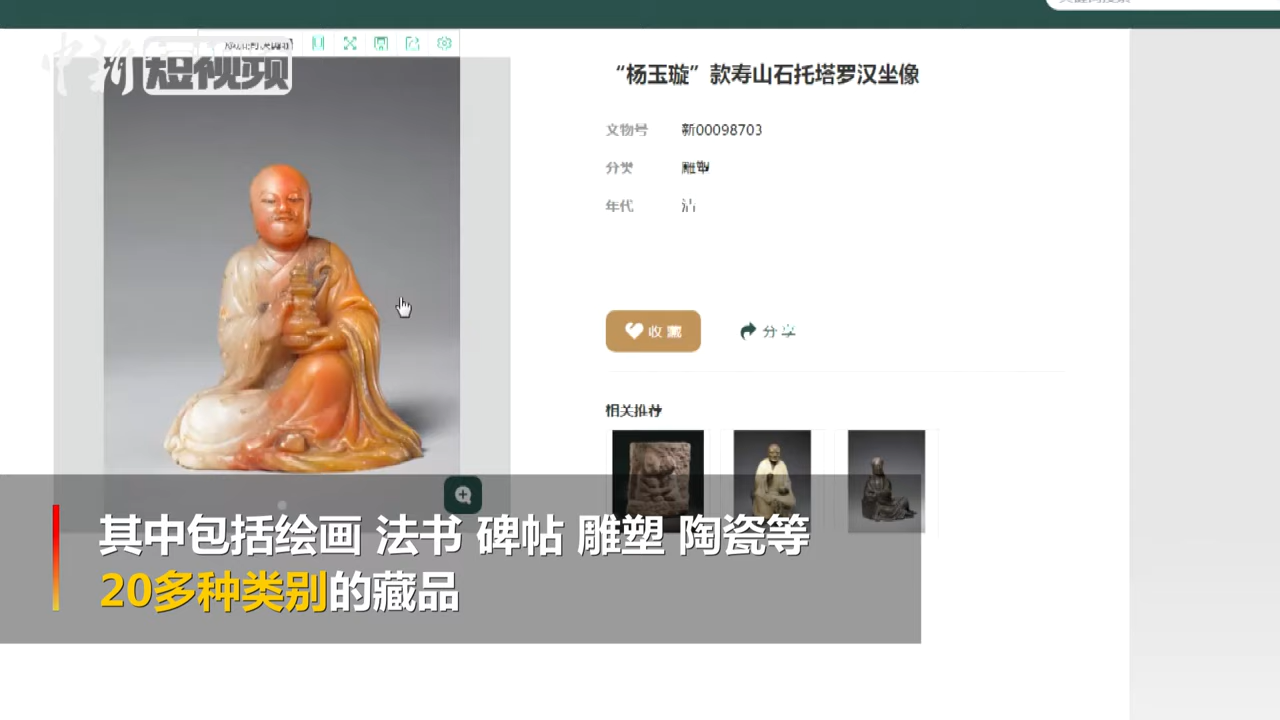 中新短视频
“杨玉璇”款寿山石托塔罗汉坐像
文物号 新00098703
分类 雕塑
年代 清
收藏 分享
相关推荐
其中包括绘画 法书 碑帖 雕塑 陶瓷等
20多种类别的藏品